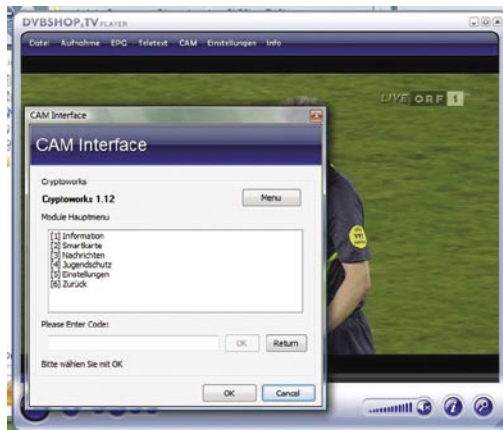 DVBSHOP.TV PLAYER
Datei Aufnahme EPG Teletext CAM Einstellungen Info
LIVE ORF 1
CAM Interface
CAM Interface
Cryptoworks
Cryptoworks 1.12
Menu
Module Hauptmenu
[1] Information
[2] Smartkarte
[3] Nachrichten
[4] Jugendschutz
[5] Einstellungen
[6] Zurück
Please Enter Code:
OK Return
Bitte wählen Sie mit OK
OK Cancel